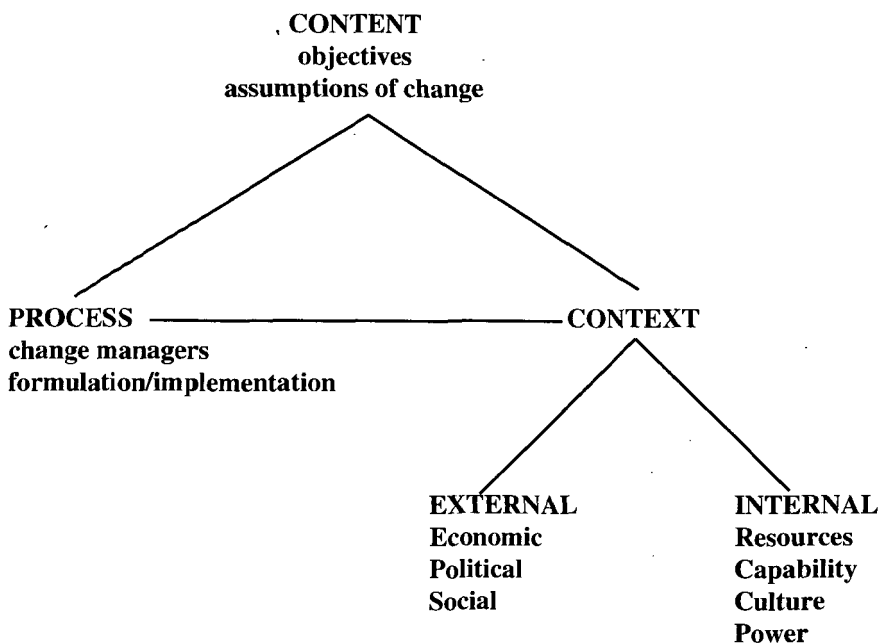 CONTENT
objectives
assumptions of change
PROCESS
change managers
formulation/implementation
CONTEXT
EXTERNAL
Economic
Political
Social
INTERNAL
Resources
Capability
Culture
Power